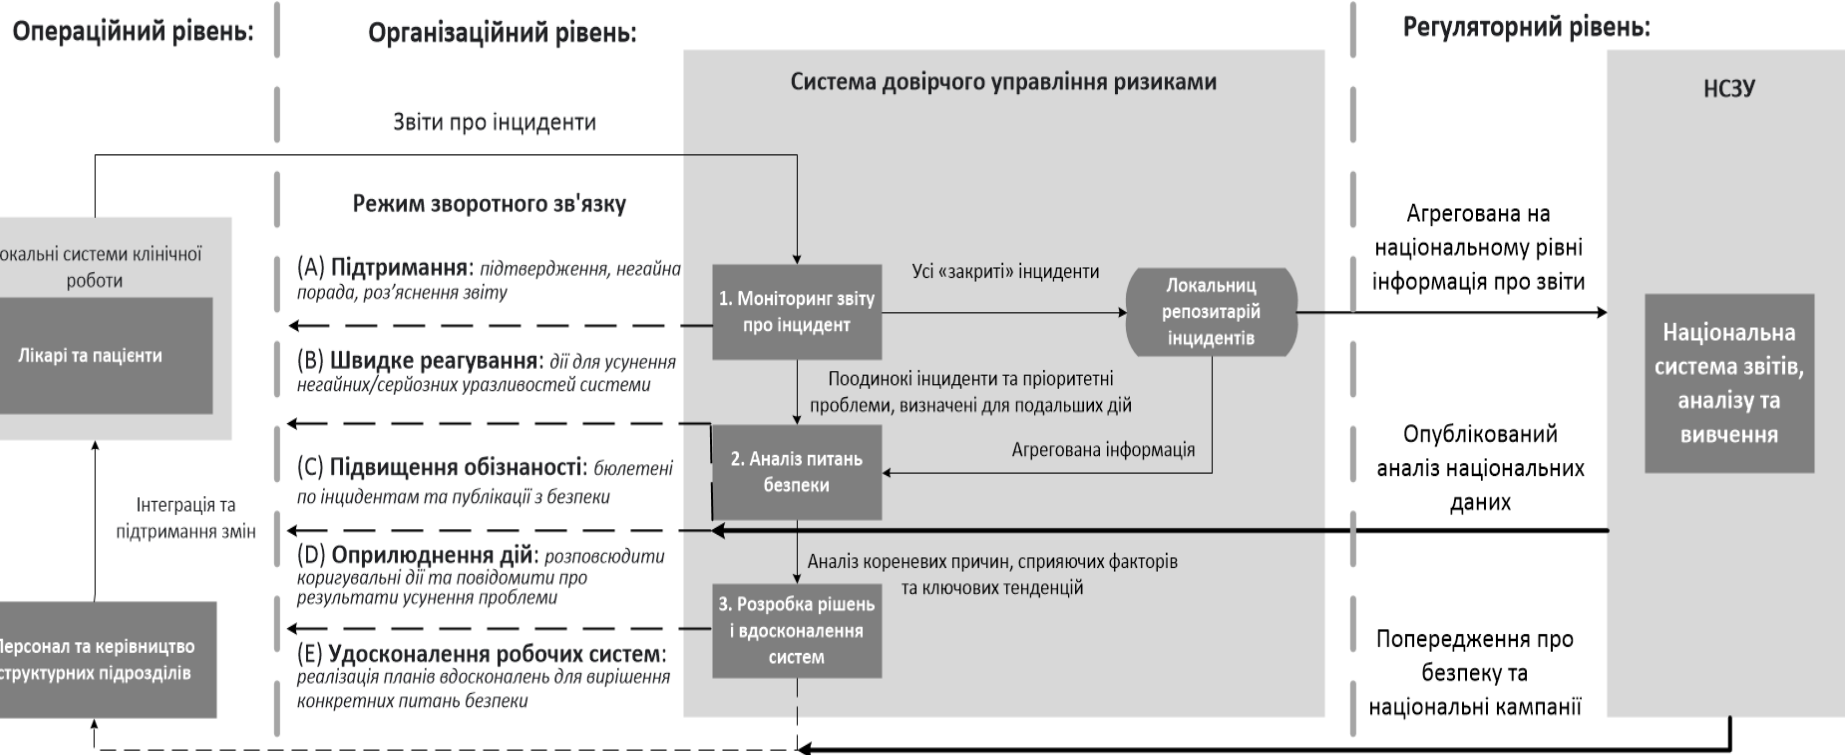 Операційний рівень:
Організаційний рівень:
Регуляторний рівень:
Система довірчого управління ризиками
НСЗУ
Звіти про інциденти
Режим зворотного зв'язку
окальні системи клінічної
роботи
Лікарі та пацієнти
Інтеграція та
підтримання змін
Персонал та керівництво
структурних підрозділів
(A) Підтримання: підтвердження, негайна
порада, роз’яснення звіту
(B) Швидке реагування: дії для усунення
негайних/серйозних уразливостей системи
(C) Підвищення обізнаності: бюлетені
по інцидентам та публікації з безпеки
(D) Оприлюднення дій: розповсюдити
коригувальні дії та повідомити про
результати усунення проблеми
(E) Удосконалення робочих систем:
реалізація планів вдосконалень для вирішення
конкретних питань безпеки
1. Моніторинг звіту
про інцидент
Усі «закриті» інциденти
Локальниц
репозитарій
інцидентів
Поодинокі інциденти та пріоритетні
проблеми, визначені для подальших дій
2. Аналіз питань
безпеки
Агрегована інформація
Аналіз кореневих причин, сприяючих факторів
та ключових тенденцій
3. Розробка рішень
і вдосконалення
систем
Агрегована на
національному рівні
інформація про звіти
Опублікований
аналіз національних
даних
Попередження про
безпеку та
національні кампанії
Національна
система звітів,
аналізу та
вивчення